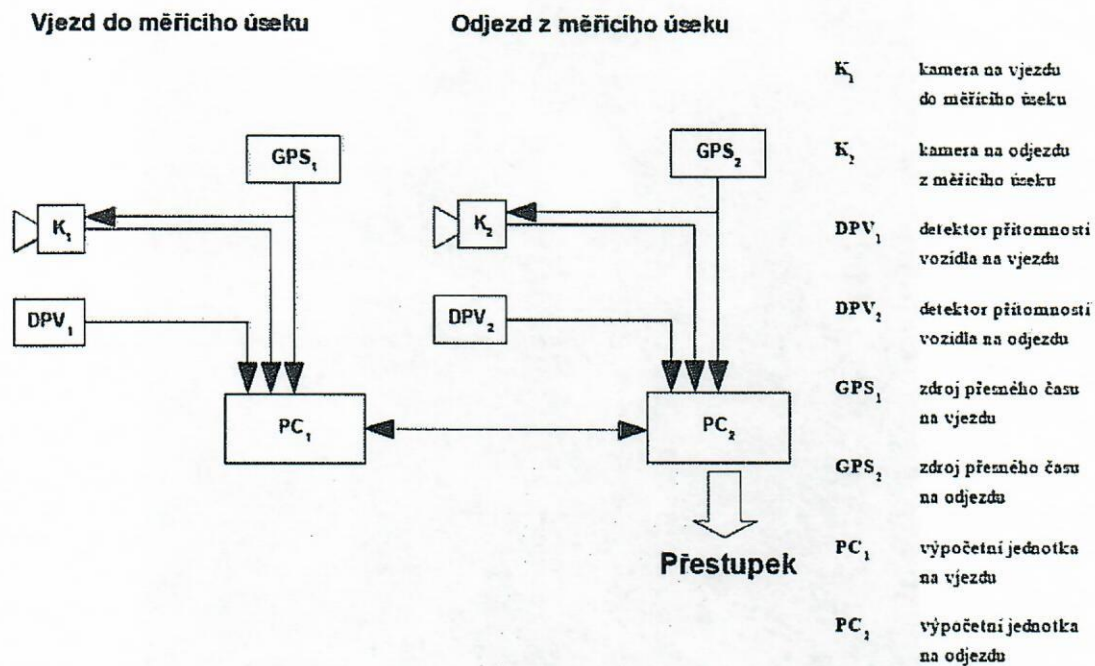 Vjezd do měřicího úseku
Odjezd z měřicího úseku
GPS₁
K₁
DPV₁
PC₁
GPS₂
K₂
DPV₂
PC₂
Přestupek
K₁ kamera na vjezdu
do měřicího úseku
K₂ kamera na odjezdu
z měřicího úseku
DPV₁ detektor přítomnosti
vozidla na vjezdu
DPV₂ detektor přítomnosti
vozidla na odjezdu
GPS₁ zdroj přesného času
na vjezdu
GPS₂ zdroj přesného času
na odjezdu
PC₁ výpočetní jednotka
na vjezdu
PC₂ výpočetní jednotka
na odjezdu